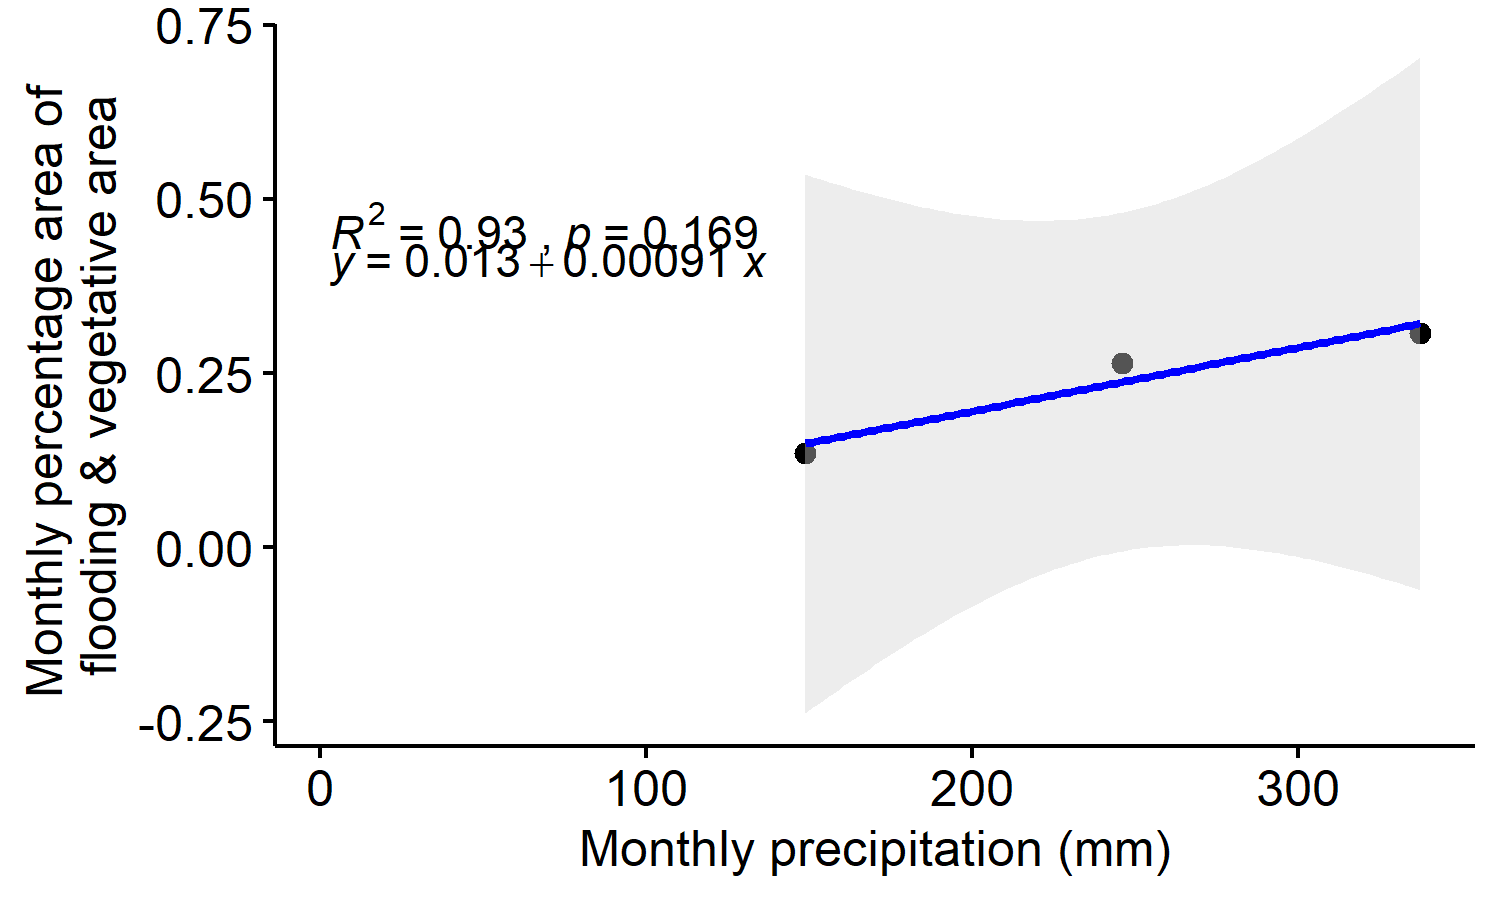 Monthly percentage area of
flooding & vegetative area
0.75
0.50
0.25
0.00
-0.25
R² = 0.93 , p = 0.169
y = 0.013 + 0.00091 x
0 100 200 300
Monthly precipitation (mm)